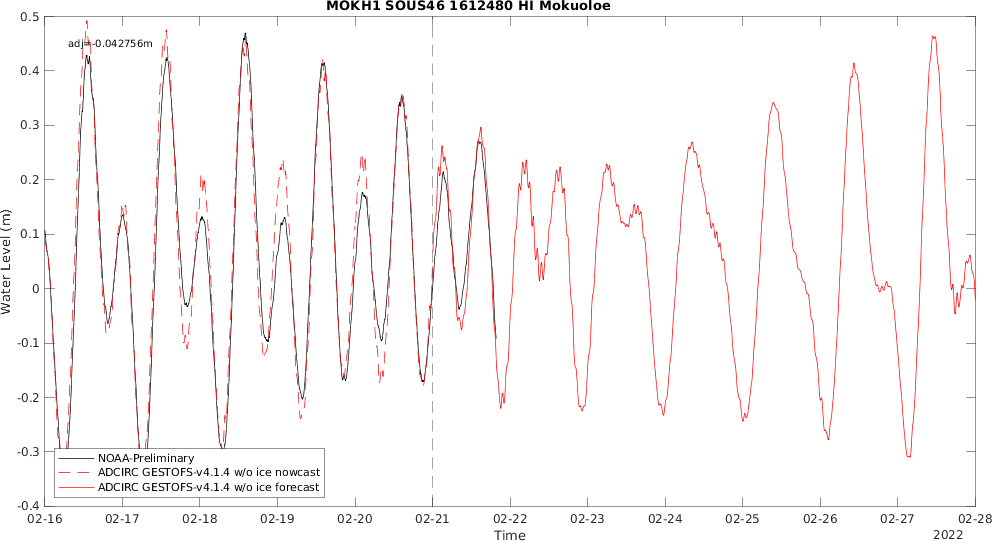 MOKH1 SOUS46 1612480 HI Mokuoloe
adj=-0.042756m
0.5
0.4
0.3
0.2
0.1
0
-0.1
-0.2
-0.3
-0.4
Water Level (m)
NOAA-Preliminary
ADCIRC GESTOFS-v4.1.4 w/o ice nowcast
ADCIRC GESTOFS-v4.1.4 w/o ice forecast
02-16 02-17 02-18 02-19 02-20 02-21 02-22 02-23 02-24 02-25 02-26 02-27 02-28
Time
2022